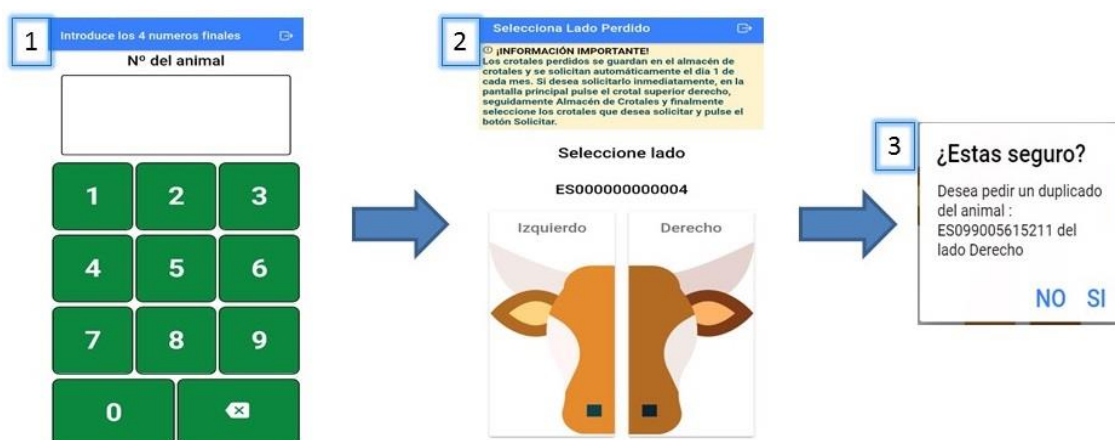 1
Introduce los 4 numeros finales
Nº del animal
1 2 3
4 5 6
7 8 9
0
2
Selecciona Lado Perdido
¡INFORMACIÓN IMPORTANTE!
Los crotales perdidos se guardan en el almacén de
crotales y se solicitan automáticamente el dia 1 de
cada mes. Si desea solicitarlo inmediatamente, en la
pantalla príncipal pulse el crotal superior derecho,
seguidamente Almacén de Crotales y finalmente
seleccione los crotales que desea solicitar y pulse el
botón Solicitar.
Seleccione lado
ES000000000004
Izquierdo Derecho
3
¿Estas seguro?
Desea pedir un duplicado
del animal :
ES099005615211 del
lado Derecho
NO SI